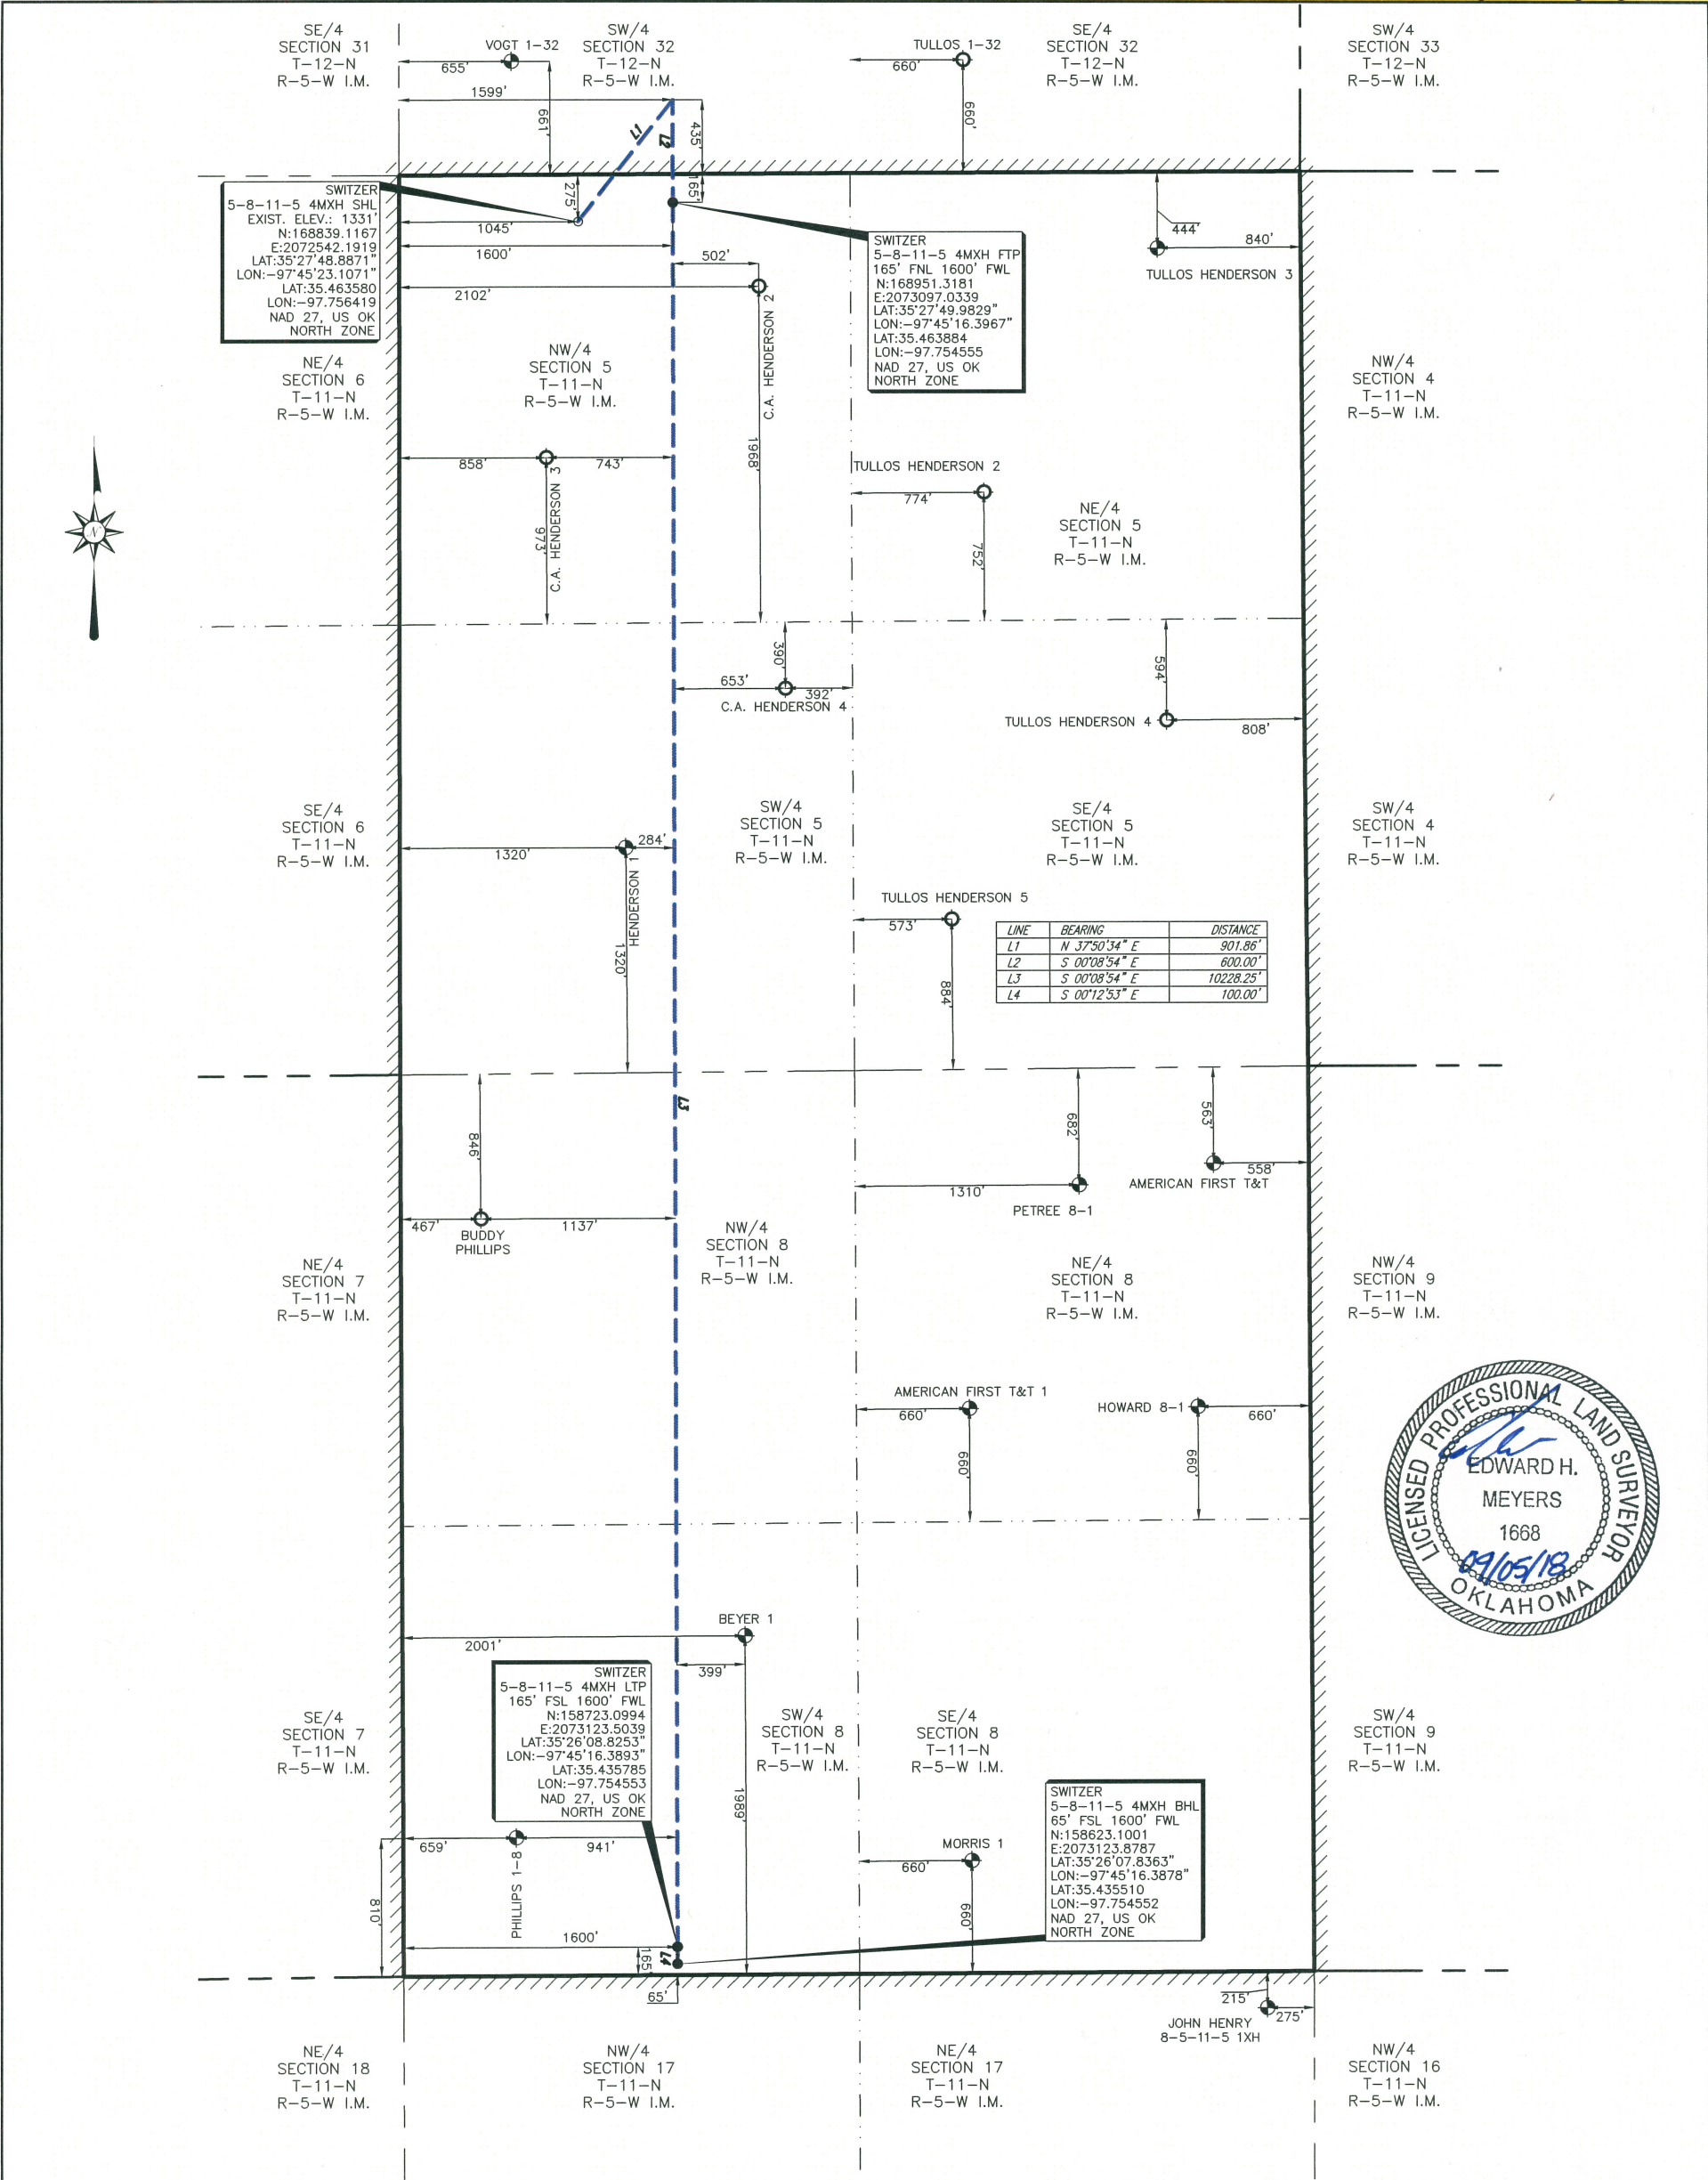 SE/4
SECTION 31
T-12-N
R-5-W I.M.
VOGT 1-32
655'
SW/4
SECTION 32
T-12-N
R-5-W I.M.
TULLOS 1-32
660'
SE/4
SECTION 32
T-12-N
R-5-W I.M.
SW/4
SECTION 33
T-12-N
R-5-W I.M.
1599'
661'
L1
L2
435'
660'
SWITZER
5-8-11-5 4MXH SHL
EXIST. ELEV.: 1331'
N:168839.1167
E:2072542.1919
LAT:35°27'48.8871"
LON:-97°45'23.1071"
LAT:35.463580
LON:-97.756419
NAD 27, US OK
NORTH ZONE
275'
165'
1045'
1600'
502'
2102'
C.A. HENDERSON 2
1968'
SWITZER
5-8-11-5 4MXH FTP
165' FNL 1600' FWL
N:168951.3181
E:2073097.0339
LAT:35°27'49.9829"
LON:-97°45'16.3967"
LAT:35.463884
LON:-97.754555
NAD 27, US OK
NORTH ZONE
444'
840'
TULLOS HENDERSON 3
NE/4
SECTION 6
T-11-N
R-5-W I.M.
NW/4
SECTION 5
T-11-N
R-5-W I.M.
NW/4
SECTION 4
T-11-N
R-5-W I.M.
858'
743'
C.A. HENDERSON 3
973'
TULLOS HENDERSON 2
774'
752'
NE/4
SECTION 5
T-11-N
R-5-W I.M.
N
390'
653'
392'
C.A. HENDERSON 4
594'
TULLOS HENDERSON 4
808'
SE/4
SECTION 6
T-11-N
R-5-W I.M.
1320'
284'
HENDERSON 1
1320'
SW/4
SECTION 5
T-11-N
R-5-W I.M.
SE/4
SECTION 5
T-11-N
R-5-W I.M.
SW/4
SECTION 4
T-11-N
R-5-W I.M.
TULLOS HENDERSON 5
573'
884'
LINE BEARING DISTANCE
L1 N 37°50'34" E 901.86'
L2 S 00°08'54" E 600.00'
L3 S 00°08'54" E 10228.25'
L4 S 00°12'53" E 100.00'
L3
846'
467'
1137'
BUDDY
PHILLIPS
682'
1310'
PETREE 8-1
563'
558'
AMERICAN FIRST T&T
NE/4
SECTION 7
T-11-N
R-5-W I.M.
NW/4
SECTION 8
T-11-N
R-5-W I.M.
NE/4
SECTION 8
T-11-N
R-5-W I.M.
NW/4
SECTION 9
T-11-N
R-5-W I.M.
AMERICAN FIRST T&T 1
660'
660'
HOWARD 8-1
660'
660'
LICENSED PROFESSIONAL LAND SURVEYOR
EDWARD H.
MEYERS
1668
09/05/18
OKLAHOMA
BEYER 1
2001'
399'
1989'
SWITZER
5-8-11-5 4MXH LTP
165' FSL 1600' FWL
N:158723.0994
E:2073123.5039
LAT:35°26'08.8253"
LON:-97°45'16.3893"
LAT:35.435785
LON:-97.754553
NAD 27, US OK
NORTH ZONE
SE/4
SECTION 7
T-11-N
R-5-W I.M.
SW/4
SECTION 8
T-11-N
R-5-W I.M.
SE/4
SECTION 8
T-11-N
R-5-W I.M.
SW/4
SECTION 9
T-11-N
R-5-W I.M.
SWITZER
5-8-11-5 4MXH BHL
65' FSL 1600' FWL
N:158623.1001
E:2073123.8787
LAT:35°26'07.8363"
LON:-97°45'16.3878"
LAT:35.435510
LON:-97.754552
NAD 27, US OK
NORTH ZONE
659'
941'
PHILLIPS 1-8
810'
MORRIS 1
660'
660'
1600'
165'
L4
65'
215'
275'
JOHN HENRY
8-5-11-5 1XH
NE/4
SECTION 18
T-11-N
R-5-W I.M.
NW/4
SECTION 17
T-11-N
R-5-W I.M.
NE/4
SECTION 17
T-11-N
R-5-W I.M.
NW/4
SECTION 16
T-11-N
R-5-W I.M.